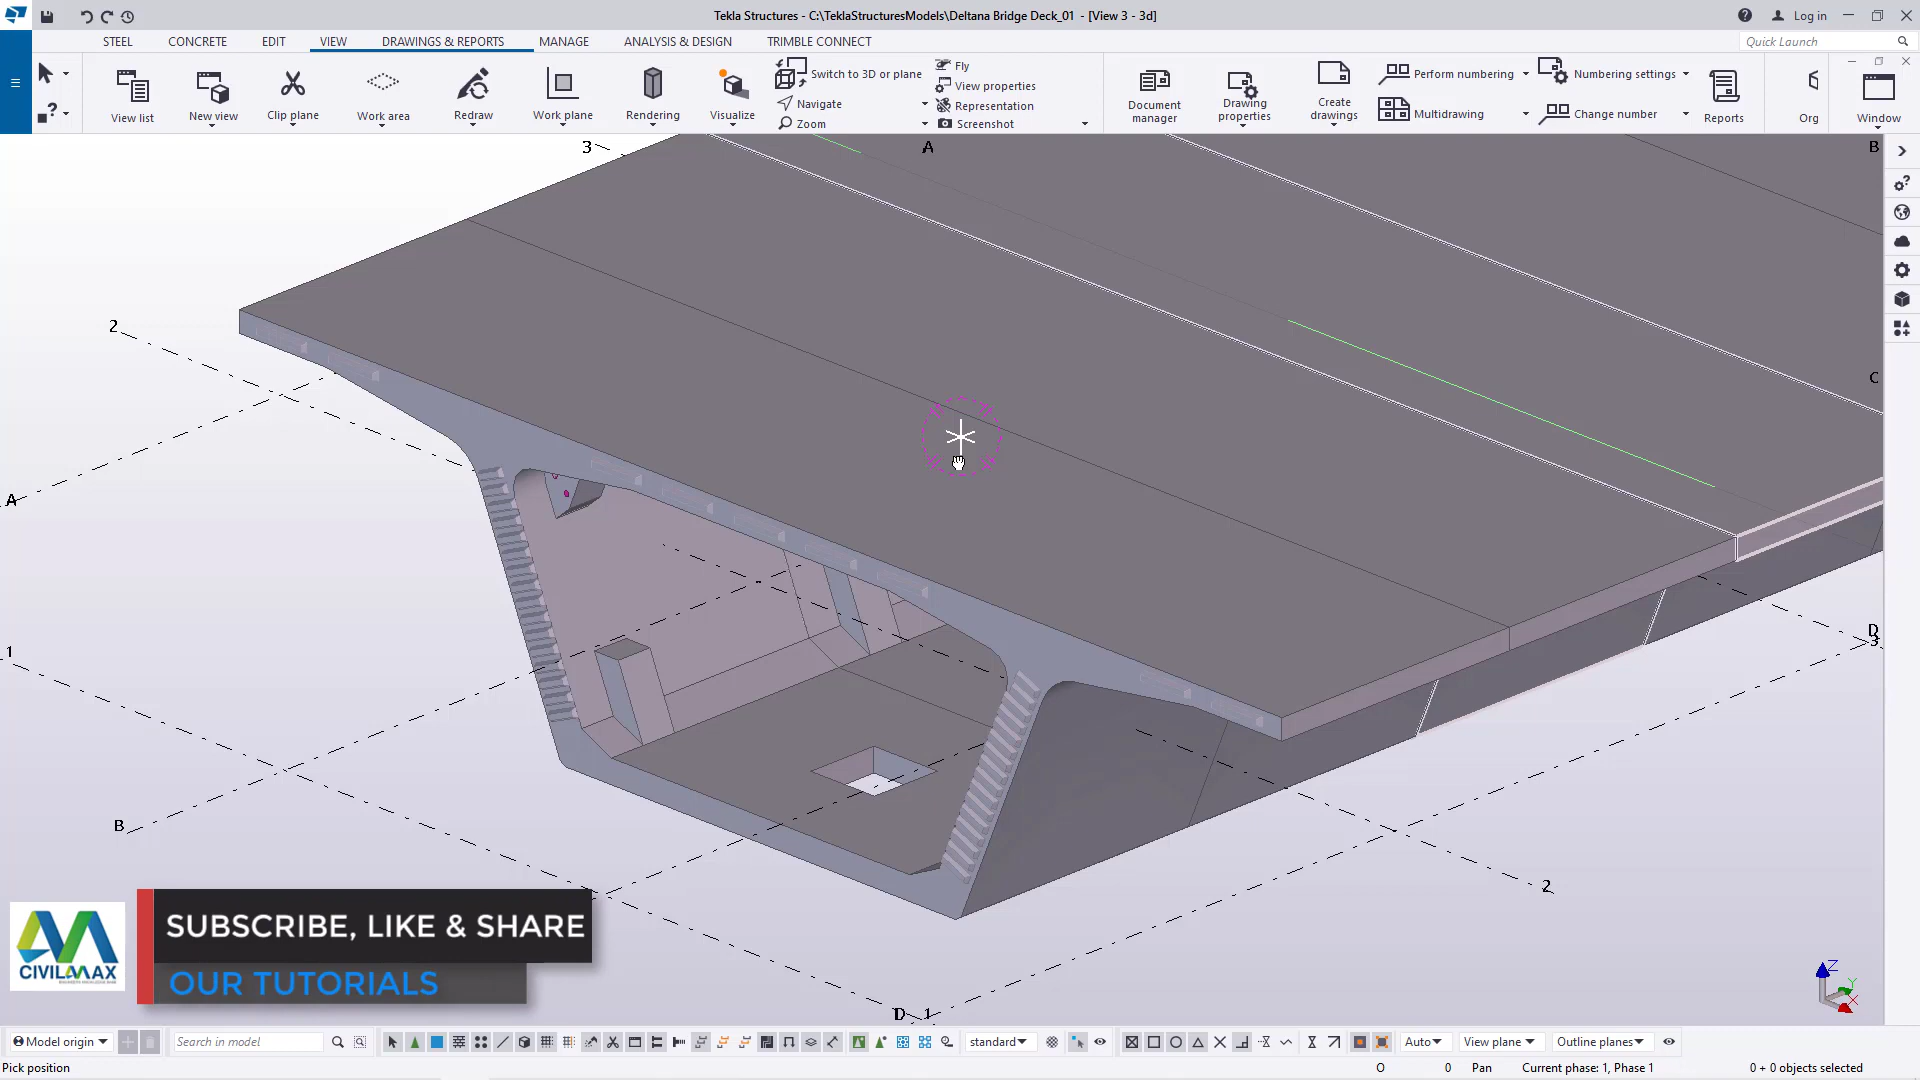 Tekla Structures - C:\TeklaStructuresModels\Deltana Bridge Deck_01 - [View 3 - 3d]
Log in
STEEL
CONCRETE
EDIT
VIEW
DRAWINGS & REPORTS
MANAGE
ANALYSIS & DESIGN
TRIMBLE CONNECT
Quick Launch
View list
New view
Clip plane
Work area
Redraw
Work plane
Rendering
Visualize
Switch to 3D or plane
Navigate
Zoom
Fly
View properties
Representation
Screenshot
Document
manager
Drawing
properties
Create
drawings
Perform numbering
Multidrawing
Numbering settings
Change number
Reports
Org
Window
3
A
B
2
C
A
D
3
1
B
2
D
1
Z
Y
X
CIVILMAX
SUBSCRIBE, LIKE & SHARE
OUR TUTORIALS
Model origin
Search in model
standard
Auto
View plane
Outline planes
Pick position
O
0
Pan
Current phase: 1, Phase 1
0 + 0 objects selected